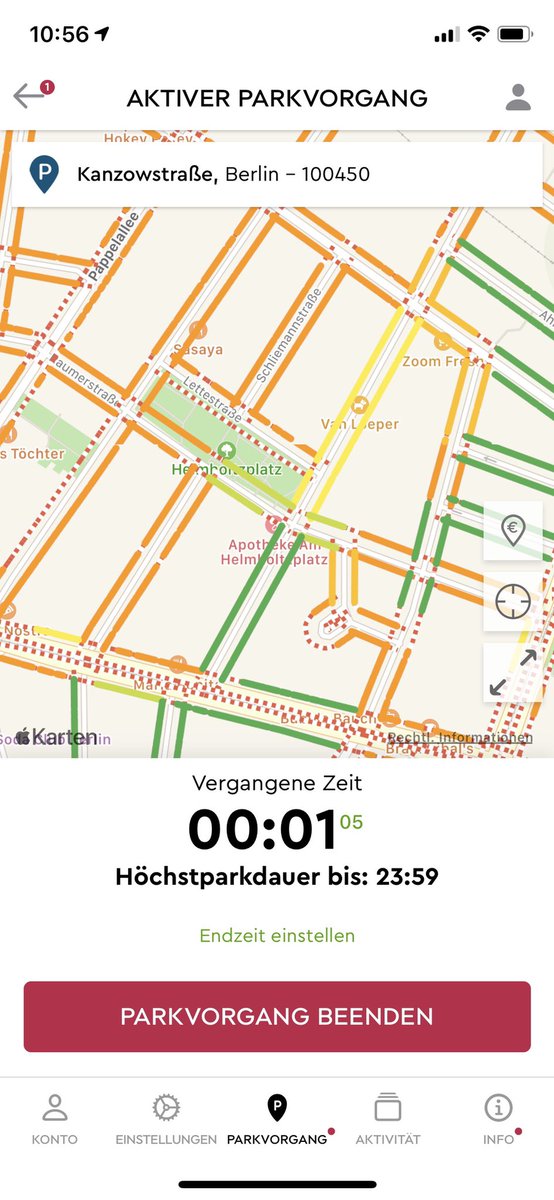 10:56
1
AKTIVER PARKVORGANG
Hokey Pokey
P
Kanzowstraße, Berlin – 100450
Pappelallee
Sasaya
Schliemannstraße
Zoom Fresh
Raumerstraße
Lettestraße
Van Loeper
s Töchter
Helmholtzplatz
Apotheke Am
Helmholtzplatz
€
Karten
Rechtl. Informationen
Vergangene Zeit
00:01 05
Höchstparkdauer bis: 23:59
Endzeit einstellen
PARKVORGANG BEENDEN
P
KONTO
EINSTELLUNGEN
PARKVORGANG
AKTIVITÄT
INFO